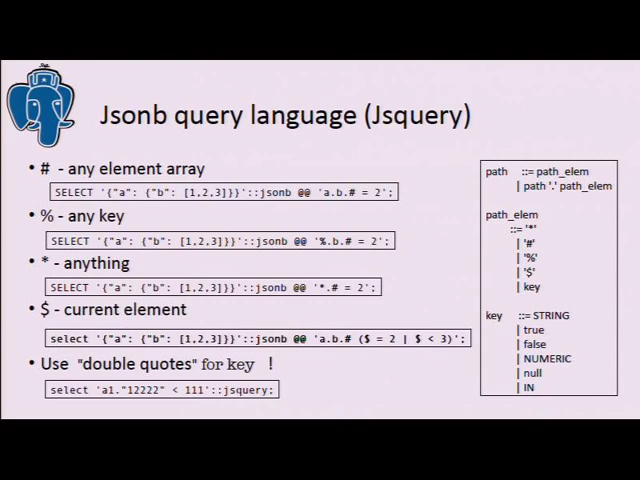 Jsonb query language (Jsquery)
• # - any element array
SELECT '{"a": {"b": [1,2,3]}}'::jsonb @@ 'a.b.# = 2';
• % - any key
SELECT '{"a": {"b": [1,2,3]}}'::jsonb @@ '%.b.# = 2';
• * - anything
SELECT '{"a": {"b": [1,2,3]}}'::jsonb @@ '*.# = 2';
• $ - current element
select '{"a": {"b": [1,2,3]}}'::jsonb @@ 'a.b.# ($ = 2 | $ < 3)';
• Use "double quotes" for key !
select 'a1."12222" < 111'::jsquery;
path ::= path_elem
| path '.' path_elem
path_elem
::= '*'
| '#'
| '%'
| '$'
| key
key ::= STRING
| true
| false
| NUMERIC
| null
| IN